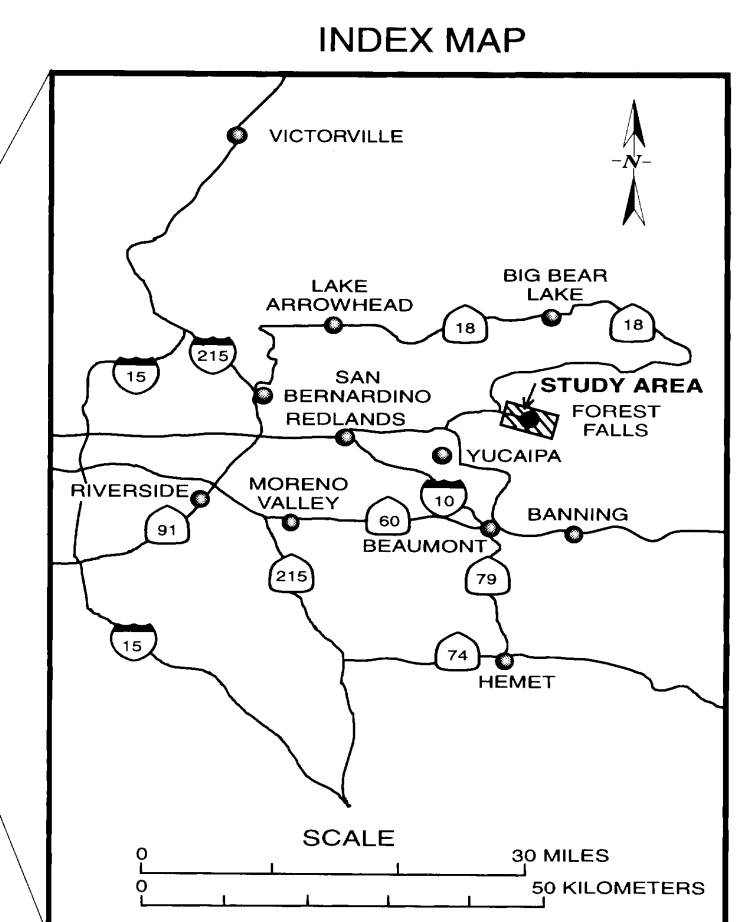 INDEX MAP
VICTORVILLE
-N-
LAKE
ARROWHEAD
BIG BEAR
LAKE
18
18
215
15
SAN
BERNARDINO
STUDY AREA
FOREST
FALLS
REDLANDS
YUCAIPA
RIVERSIDE
MORENO
VALLEY
10
91
60
BANNING
BEAUMONT
215
79
15
74
HEMET
SCALE
0
30 MILES
0
50 KILOMETERS